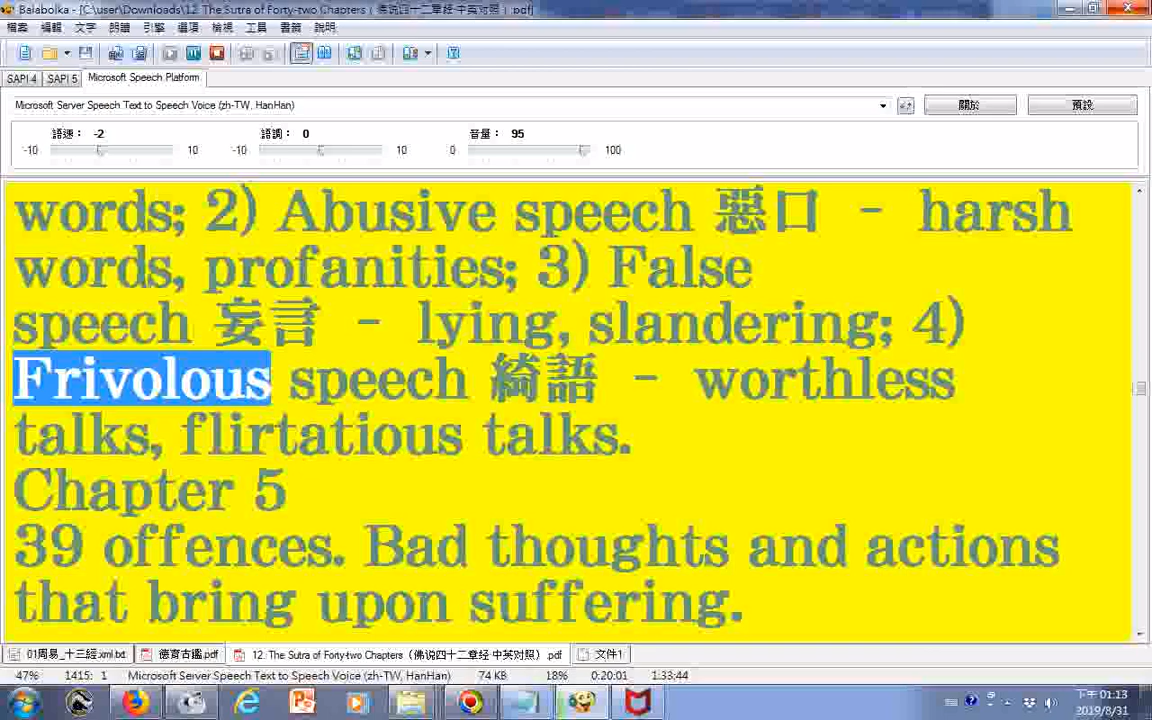 Balabolka - [C:\user\Downloads\12. The Sutra of Forty-two Chapters（佛说四十二章经·中英对照）.pdf]
檔案 編輯 文字 朗讀 引擎 選項 檢視 工具 書籤 說明
SAPI 4 SAPI 5 Microsoft Speech Platform
Microsoft Server Speech Text to Speech Voice (zh-TW, HanHan) 關於 預設
語速： -2 語調： 0 音量： 95
-10 10 -10 10 0 100
words; 2) Abusive speech 惡口 – harsh
words, profanities; 3) False
speech 妄言 – lying, slandering; 4)
Frivolous speech 綺語 – worthless
talks, flirtatious talks.
Chapter 5
39 offences. Bad thoughts and actions
that bring upon suffering.
01周易_十三經.xml.txt 德育古鑑.pdf 12. The Sutra of Forty-two Chapters（佛说四十二章经·中英对照）.pdf 文件1
47% 1415: 1 Microsoft Server Speech Text to Speech Voice (zh-TW, HanHan) 74 KB 18% 0:20:01 1:33:44
下午 01:13
2019/8/31